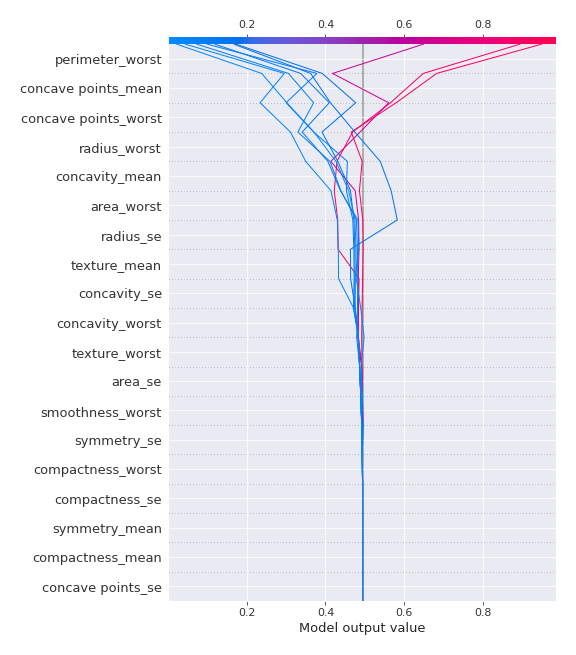 0.2 0.4 0.6 0.8
perimeter_worst
concave points_mean
concave points_worst
radius_worst
concavity_mean
area_worst
radius_se
texture_mean
concavity_se
concavity_worst
texture_worst
area_se
smoothness_worst
symmetry_se
compactness_worst
compactness_se
symmetry_mean
compactness_mean
concave points_se
0.2 0.4 0.6 0.8
Model output value